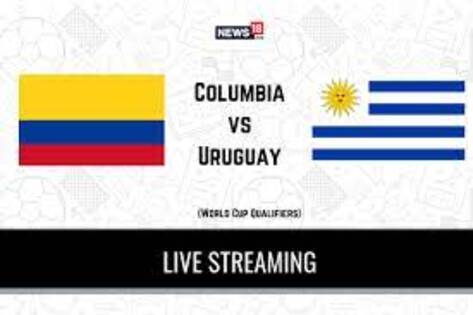 NEWS18
COLUMBIA
VS
URUGUAY
(WORLD CUP QUALIFIERS)
LIVE STREAMING